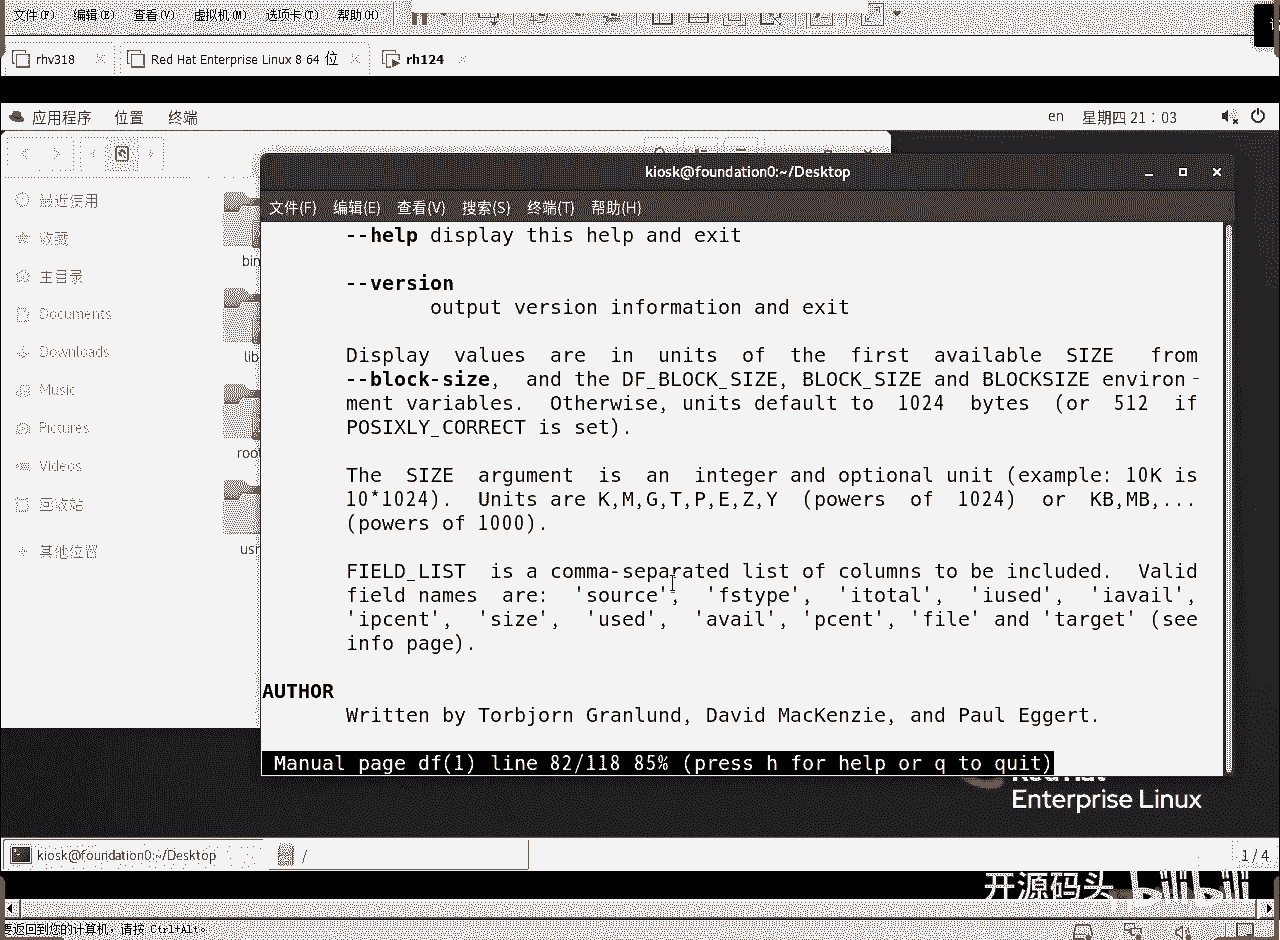 文件(F) 编辑(E) 查看(V) 虚拟机(M) 选项卡(T) 帮助(H)
rhv318 Red Hat Enterprise Linux 8 64 位 rh124
应用程序 位置 终端 en 星期四 21：03
kiosk@foundation0:~/Desktop
文件(F) 编辑(E) 查看(V) 搜索(S) 终端(T) 帮助(H)
最近使用
收藏
主目录
Documents
Downloads
Music
Pictures
Videos
回收站
其他位置
bin
lib
root
usr
--help display this help and exit
--version
output version information and exit
Display values are in units of the first available SIZE from
--block-size, and the DF_BLOCK_SIZE, BLOCK_SIZE and BLOCKSIZE environ-
ment variables. Otherwise, units default to 1024 bytes (or 512 if
POSIXLY_CORRECT is set).
The SIZE argument is an integer and optional unit (example: 10K is
10*1024). Units are K,M,G,T,P,E,Z,Y (powers of 1024) or KB,MB,...
(powers of 1000).
FIELD_LIST is a comma-separated list of columns to be included. Valid
field names are: 'source', 'fstype', 'itotal', 'iused', 'iavail',
'ipcent', 'size', 'used', 'avail', 'pcent', 'file' and 'target' (see
info page).
AUTHOR
Written by Torbjorn Granlund, David MacKenzie, and Paul Eggert.
Manual page df(1) line 82/118 85% (press h for help or q to quit)
Red Hat
Enterprise Linux
kiosk@foundation0:~/Desktop / 1 / 4
开源码头 bilibili
要返回到您的计算机，请按 Ctrl+Alt。